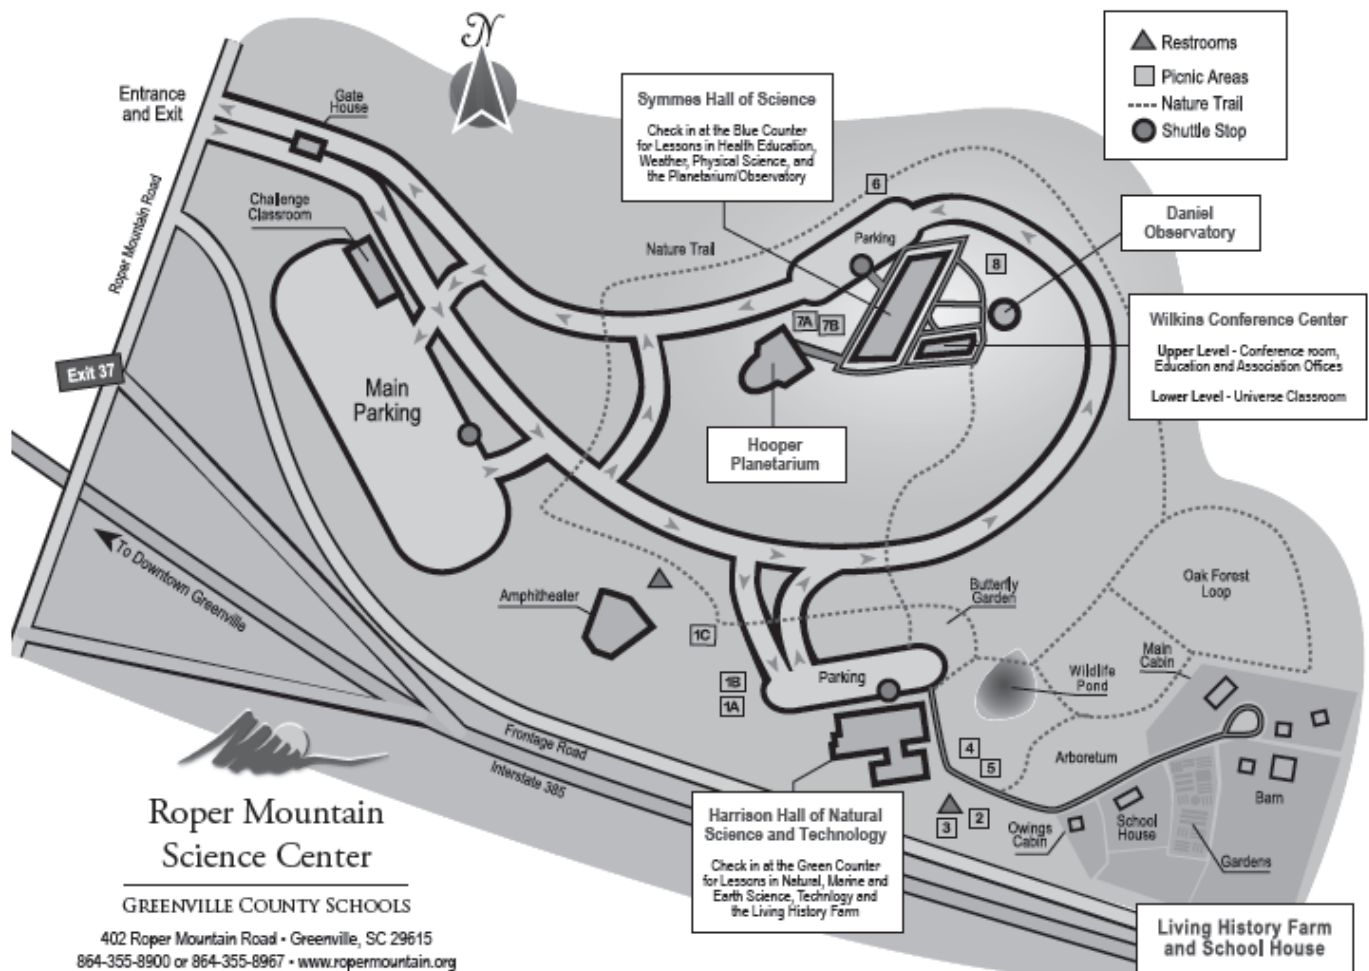 N
Restrooms
Picnic Areas
Nature Trail
Shuttle Stop
Entrance
and Exit
Gate
House
Symmes Hall of Science
Check in at the Blue Counter
for Lessons in Health Education,
Weather, Physical Science, and
the Planetarium/Observatory
6
Daniel
Observatory
Challenge
Classroom
Roper Mountain Road
Nature Trail
Parking
8
7A
7B
Wilkins Conference Center
Upper Level - Conference room,
Education and Association Offices
Lower Level - Universe Classroom
Exit 37
Main
Parking
Hooper
Planetarium
To Downtown Greenville
Amphitheater
1C
Butterfly
Garden
Oak Forest
Loop
Main
Cabin
Wildlife
Pond
1B
1A
Parking
Frontage Road
Interstate 385
4
5
Arboretum
Barn
3
2
Owings
Cabin
School
House
Gardens
Harrison Hall of Natural
Science and Technology
Check in at the Green Counter
for Lessons in Natural, Marine and
Earth Science, Technlogy and
the Living History Farm
Roper Mountain
Science Center
GREENVILLE COUNTY SCHOOLS
402 Roper Mountain Road • Greenville, SC 29615
864-355-8900 or 864-355-8967 • www.ropermountain.org
Living History Farm
and School House